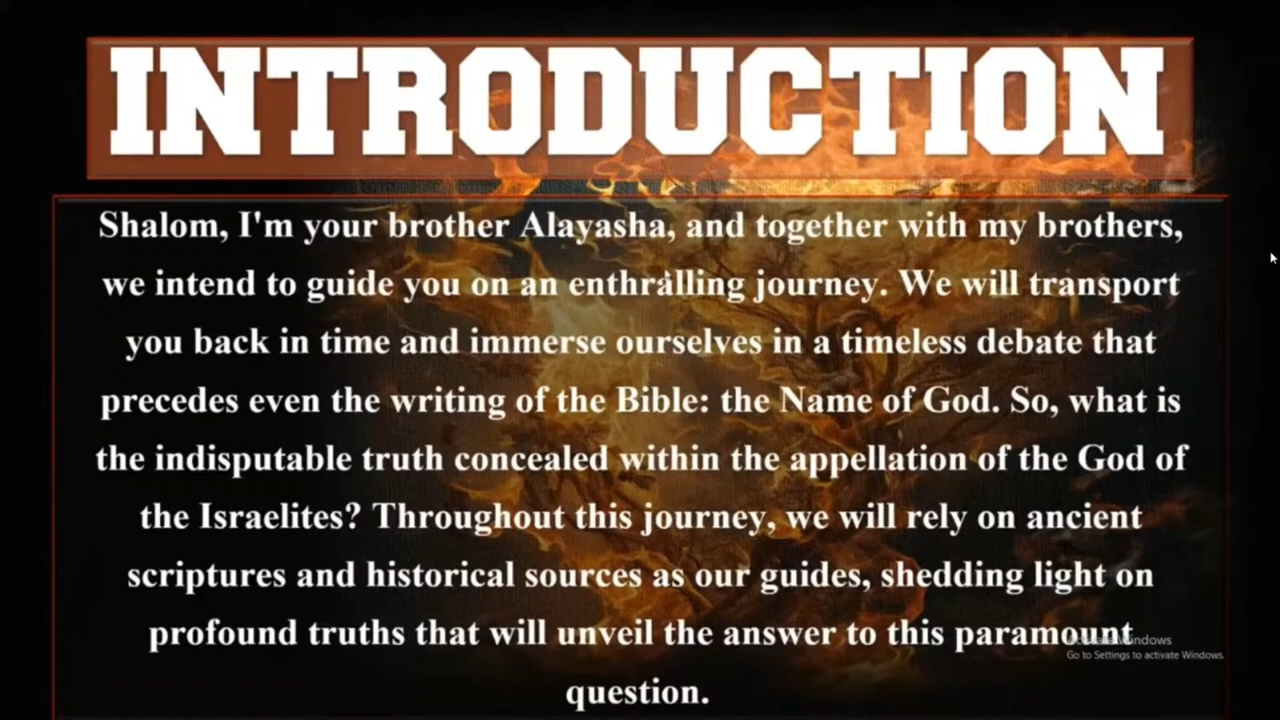 INTRODUCTION
Shalom, I'm your brother Alayasha, and together with my brothers,
we intend to guide you on an enthralling journey. We will transport
you back in time and immerse ourselves in a timeless debate that
precedes even the writing of the Bible: the Name of God. So, what is
the indisputable truth concealed within the appellation of the God of
the Israelites? Throughout this journey, we will rely on ancient
scriptures and historical sources as our guides, shedding light on
profound truths that will unveil the answer to this paramount
question.
Activate Windows
Go to Settings to activate Windows.